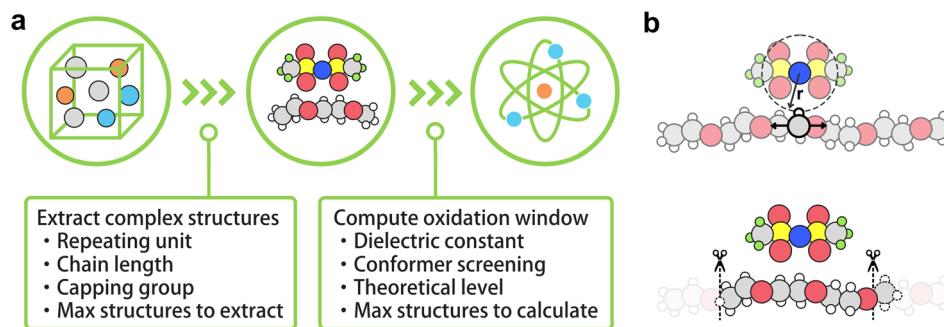 a
b
r
Extract complex structures
・Repeating unit
・Chain length
・Capping group
・Max structures to extract
Compute oxidation window
・Dielectric constant
・Conformer screening
・Theoretical level
・Max structures to calculate